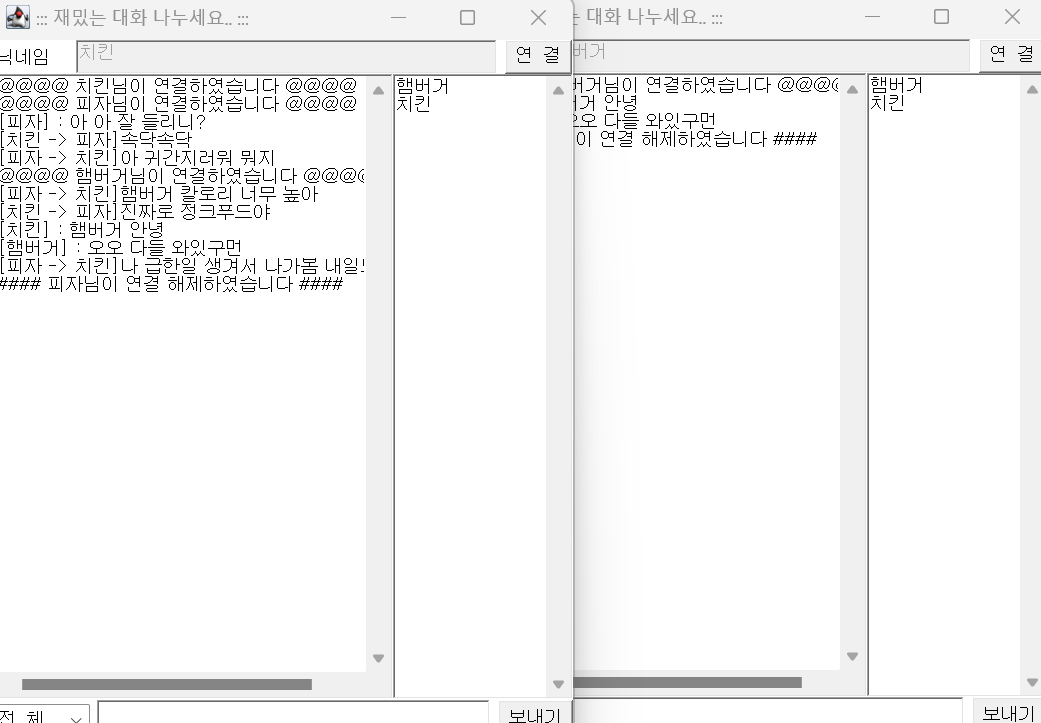 ::: 재밌는 대화 나누세요.. :::
닉네임 치킨 연 결
@@@@ 치킨님이 연결하였습니다 @@@@
@@@@ 피자님이 연결하였습니다 @@@@
[피자] : 아 아 잘 들리니?
[치킨 -> 피자]속닥속닥
[피자 -> 치킨]아 귀간지러워 뭐지
@@@@ 햄버거님이 연결하였습니다 @@@@
[피자 -> 치킨]햄버거 칼로리 너무 높아
[치킨 -> 피자]진짜로 정크푸드야
[치킨] : 햄버거 안녕
[햄버거] : 오오 다들 와있구먼
[피자 -> 치킨]나 급한일 생겨서 나가봄
#### 피자님이 연결 해제하였습니다 ####
햄버거
치킨
전 체 보내기
대화 나누세요.. :::
버거 연 결
버거님이 연결하였습니다 @@@@
버거 안녕
오오 다들 와있구먼
이 연결 해제하였습니다 ####
햄버거
치킨
보내기